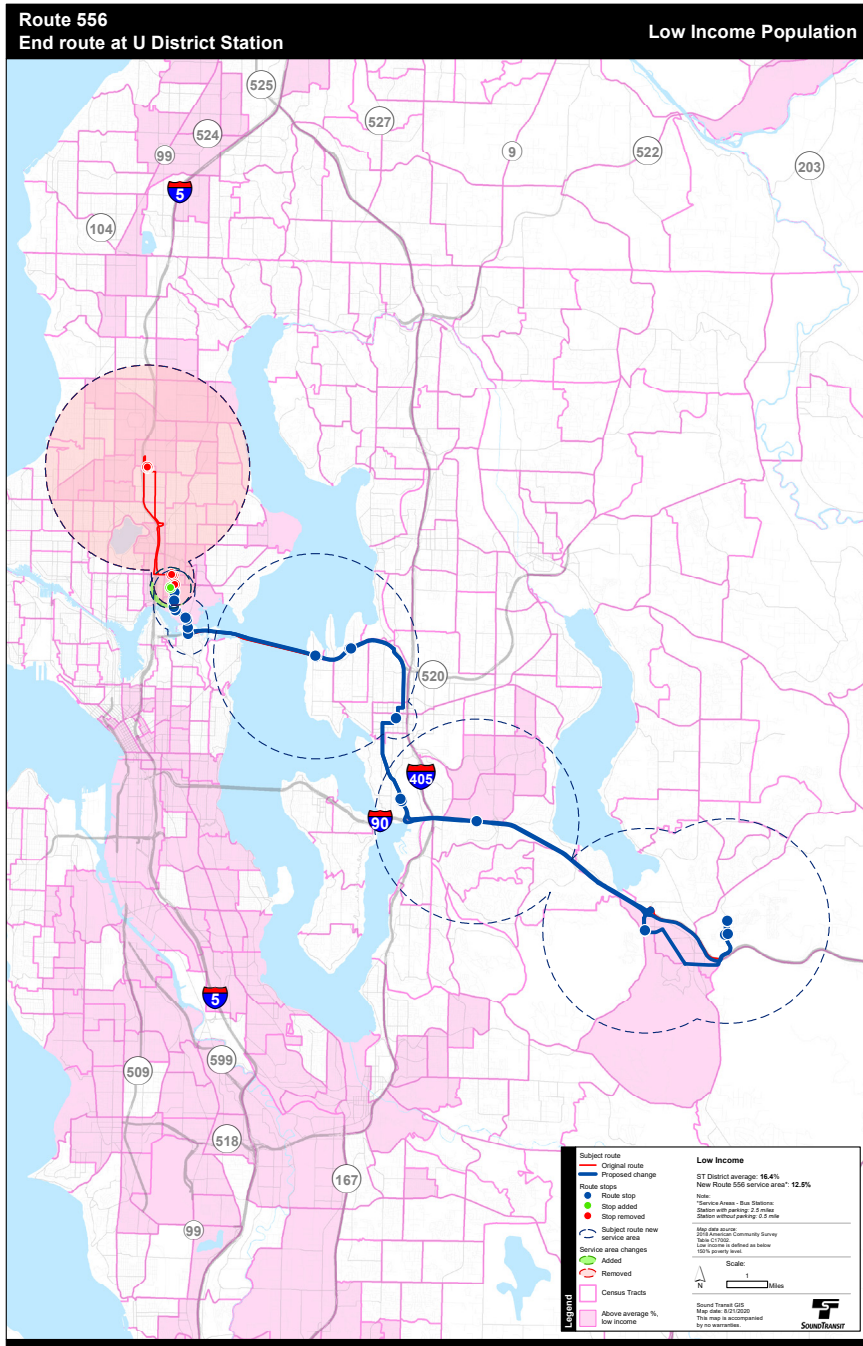 Route 556
End route at U District Station
Low Income Population
525
527
524
99
9
522
203
5
104
520
405
90
5
599
509
518
167
99
Legend
Subject route
Original route
Proposed change
Route stops
Route stop
Stop added
Stop removed
Subject route new
service area
Service area changes
Added
Removed
Census Tracts
Above average %,
low income
Low Income
ST District average: 16.4%
New Route 556 service area*: 12.5%
Note:
*Service Areas - Bus Stations:
Station with parking: 2.5 miles
Station without parking: 0.5 mile
Map data source:
2018 American Community Survey
Table C17002.
Low income is defined as below
150% poverty level.
Scale:
1
Miles
N
Sound Transit GIS
Map date: 8/21/2020
This map is accompanied
by no warranties.
SOUNDTRANSIT